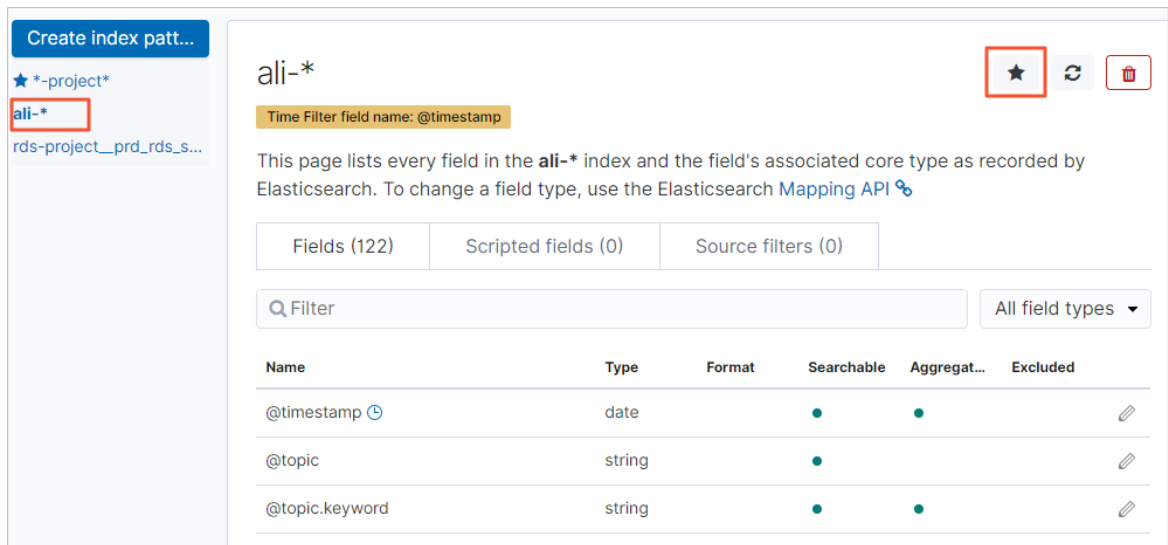 Create index patt...
*-project*
ali-*
rds-project__prd_rds_s...
ali-*
Time Filter field name: @timestamp
This page lists every field in the ali-* index and the field's associated core type as recorded by
Elasticsearch. To change a field type, use the Elasticsearch Mapping API
Fields (122) Scripted fields (0) Source filters (0)
Filter All field types
Name Type Format Searchable Aggregat... Excluded
@timestamp date
@topic string
@topic.keyword string